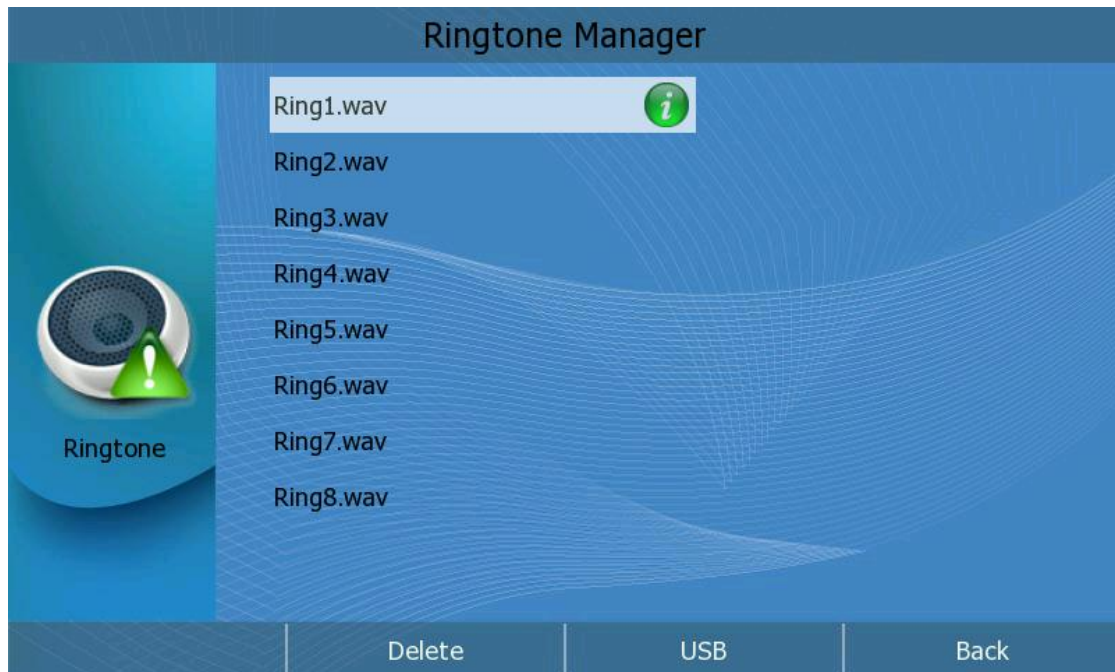 Ringtone Manager
Ring1.wav
Ring2.wav
Ring3.wav
Ring4.wav
Ring5.wav
Ring6.wav
Ring7.wav
Ring8.wav
Ringtone
Delete USB Back